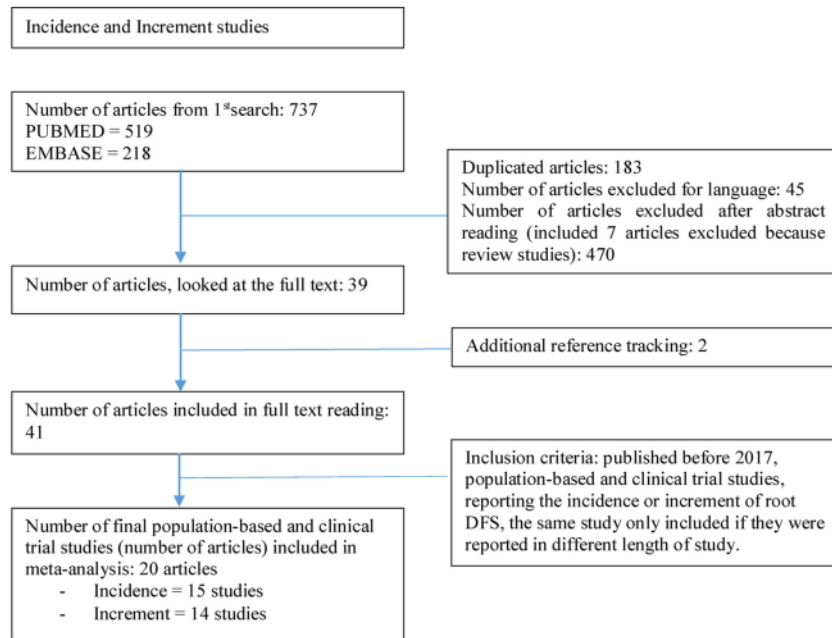 Incidence and Increment studies
Number of articles from 1st search: 737
PUBMED = 519
EMBASE = 218
Duplicated articles: 183
Number of articles excluded for language: 45
Number of articles excluded after abstract
reading (included 7 articles excluded because
review studies): 470
Number of articles, looked at the full text: 39
Additional reference tracking: 2
Number of articles included in full text reading:
41
Inclusion criteria: published before 2017,
population-based and clinical trial studies,
reporting the incidence or increment of root
DFS, the same study only included if they were
reported in different length of study.
Number of final population-based and clinical
trial studies (number of articles) included in
meta-analysis: 20 articles
- Incidence = 15 studies
- Increment = 14 studies